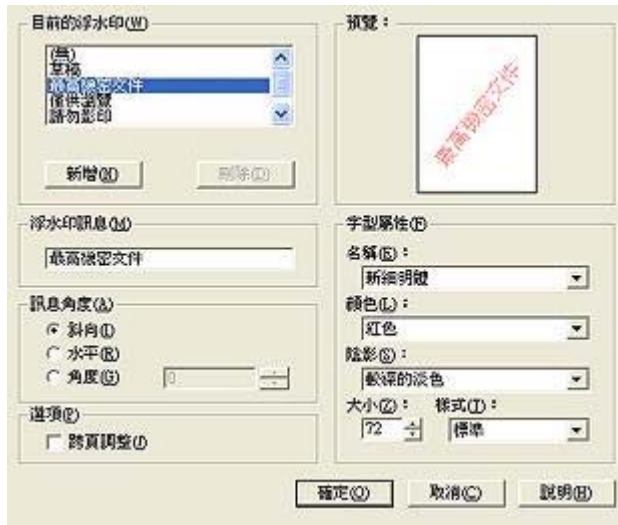 目前的浮水印(W)
(無)
草稿
最高機密文件
僅供瀏覽
請勿影印
新增(N)
刪除(D)
預覽：
最高機密文件
浮水印訊息(M)
最高機密文件
訊息角度(A)
斜向(I)
水平(R)
角度(G)
0
選項(P)
跨頁調整(J)
字型屬性(F)
名稱(E)：
新細明體
顏色(L)：
紅色
陰影(S)：
較深的淡色
大小(Z)： 樣式(T)：
72 標準
確定(O) 取消(C) 說明(H)